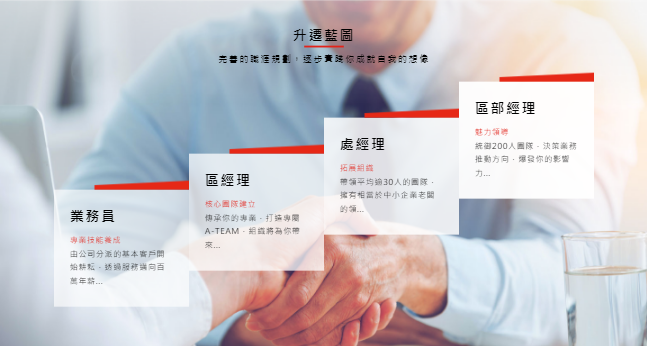 升遷藍圖
完善的職涯規劃，逐步實踐你成就自我的想像
區部經理
魅力領導
統御200人團隊，決策業務
推動方向，爆發你的影響
力...
處經理
拓展組織
帶領平均逾30人的團隊，
擁有相當於中小企業老闆
的領...
區經理
核心團隊建立
傳承你的專業，打造專屬
A-TEAM，組織將為你帶
來...
業務員
專業技能養成
由公司分派的基本客戶開
始耕耘，透過服務邁向百
萬年薪...